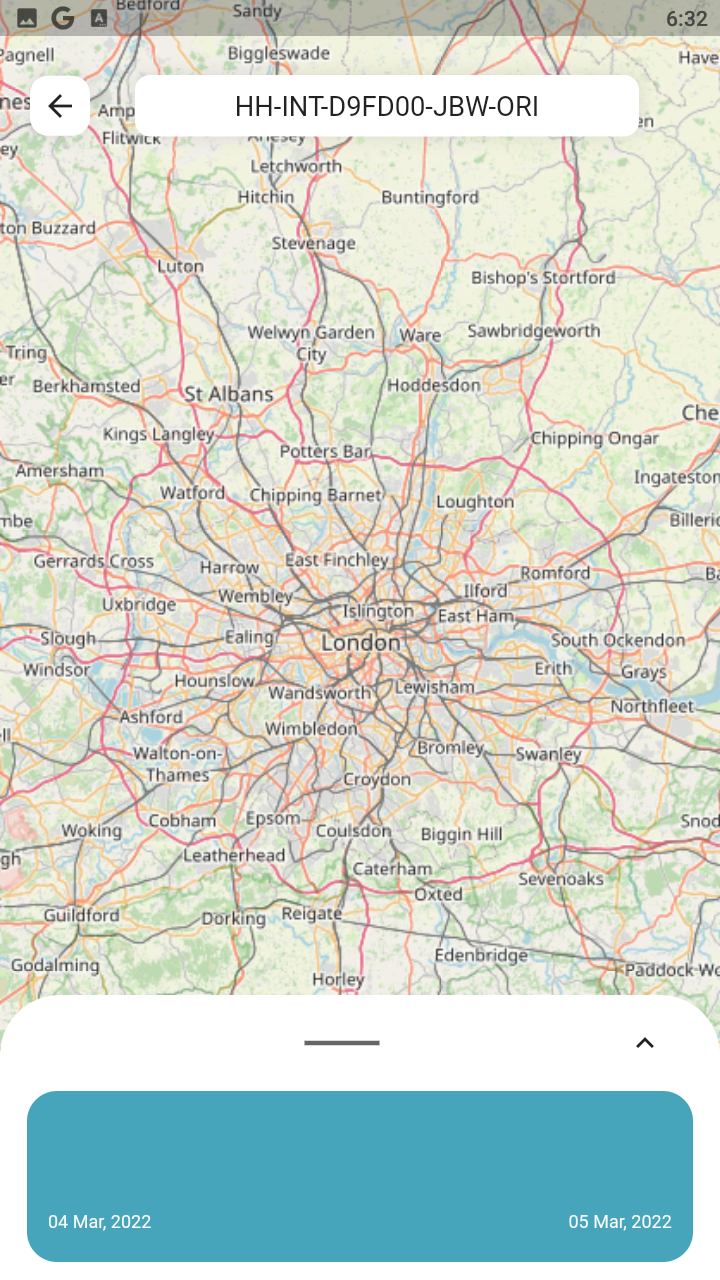 Bedford
Sandy
6:32
Pagnell
Biggleswade
Have
nes
Amp
HH-INT-D9FD00-JBW-ORI
en
Flitwick
Arlesey
ey
Letchworth
Hitchin
Buntingford
ton Buzzard
Stevenage
Luton
Bishop's Stortford
Welwyn Garden
City
Ware
Sawbridgeworth
Tring
er
Berkhamsted
St Albans
Hoddesdon
Che
Kings Langley
Potters Bar
Chipping Ongar
Amersham
Ingateston
Watford
Chipping Barnet
Loughton
mbe
Billeric
Gerrards Cross
Harrow
East Finchley
Romford
Ba
Wembley
Ilford
Uxbridge
Islington
East Ham
Slough
Ealing
London
South Ockendon
Windsor
Hounslow
Wandsworth
Lewisham
Erith
Grays
Ashford
Northfleet
ll
Wimbledon
Walton-on-
Thames
Bromley
Swanley
Croydon
Cobham
Epsom
Woking
Coulsdon
Biggin Hill
Snod
gh
Leatherhead
Caterham
Sevenoaks
Oxted
Guildford
Dorking
Reigate
Edenbridge
Godalming
Horley
Paddock Wo
04 Mar, 2022
05 Mar, 2022